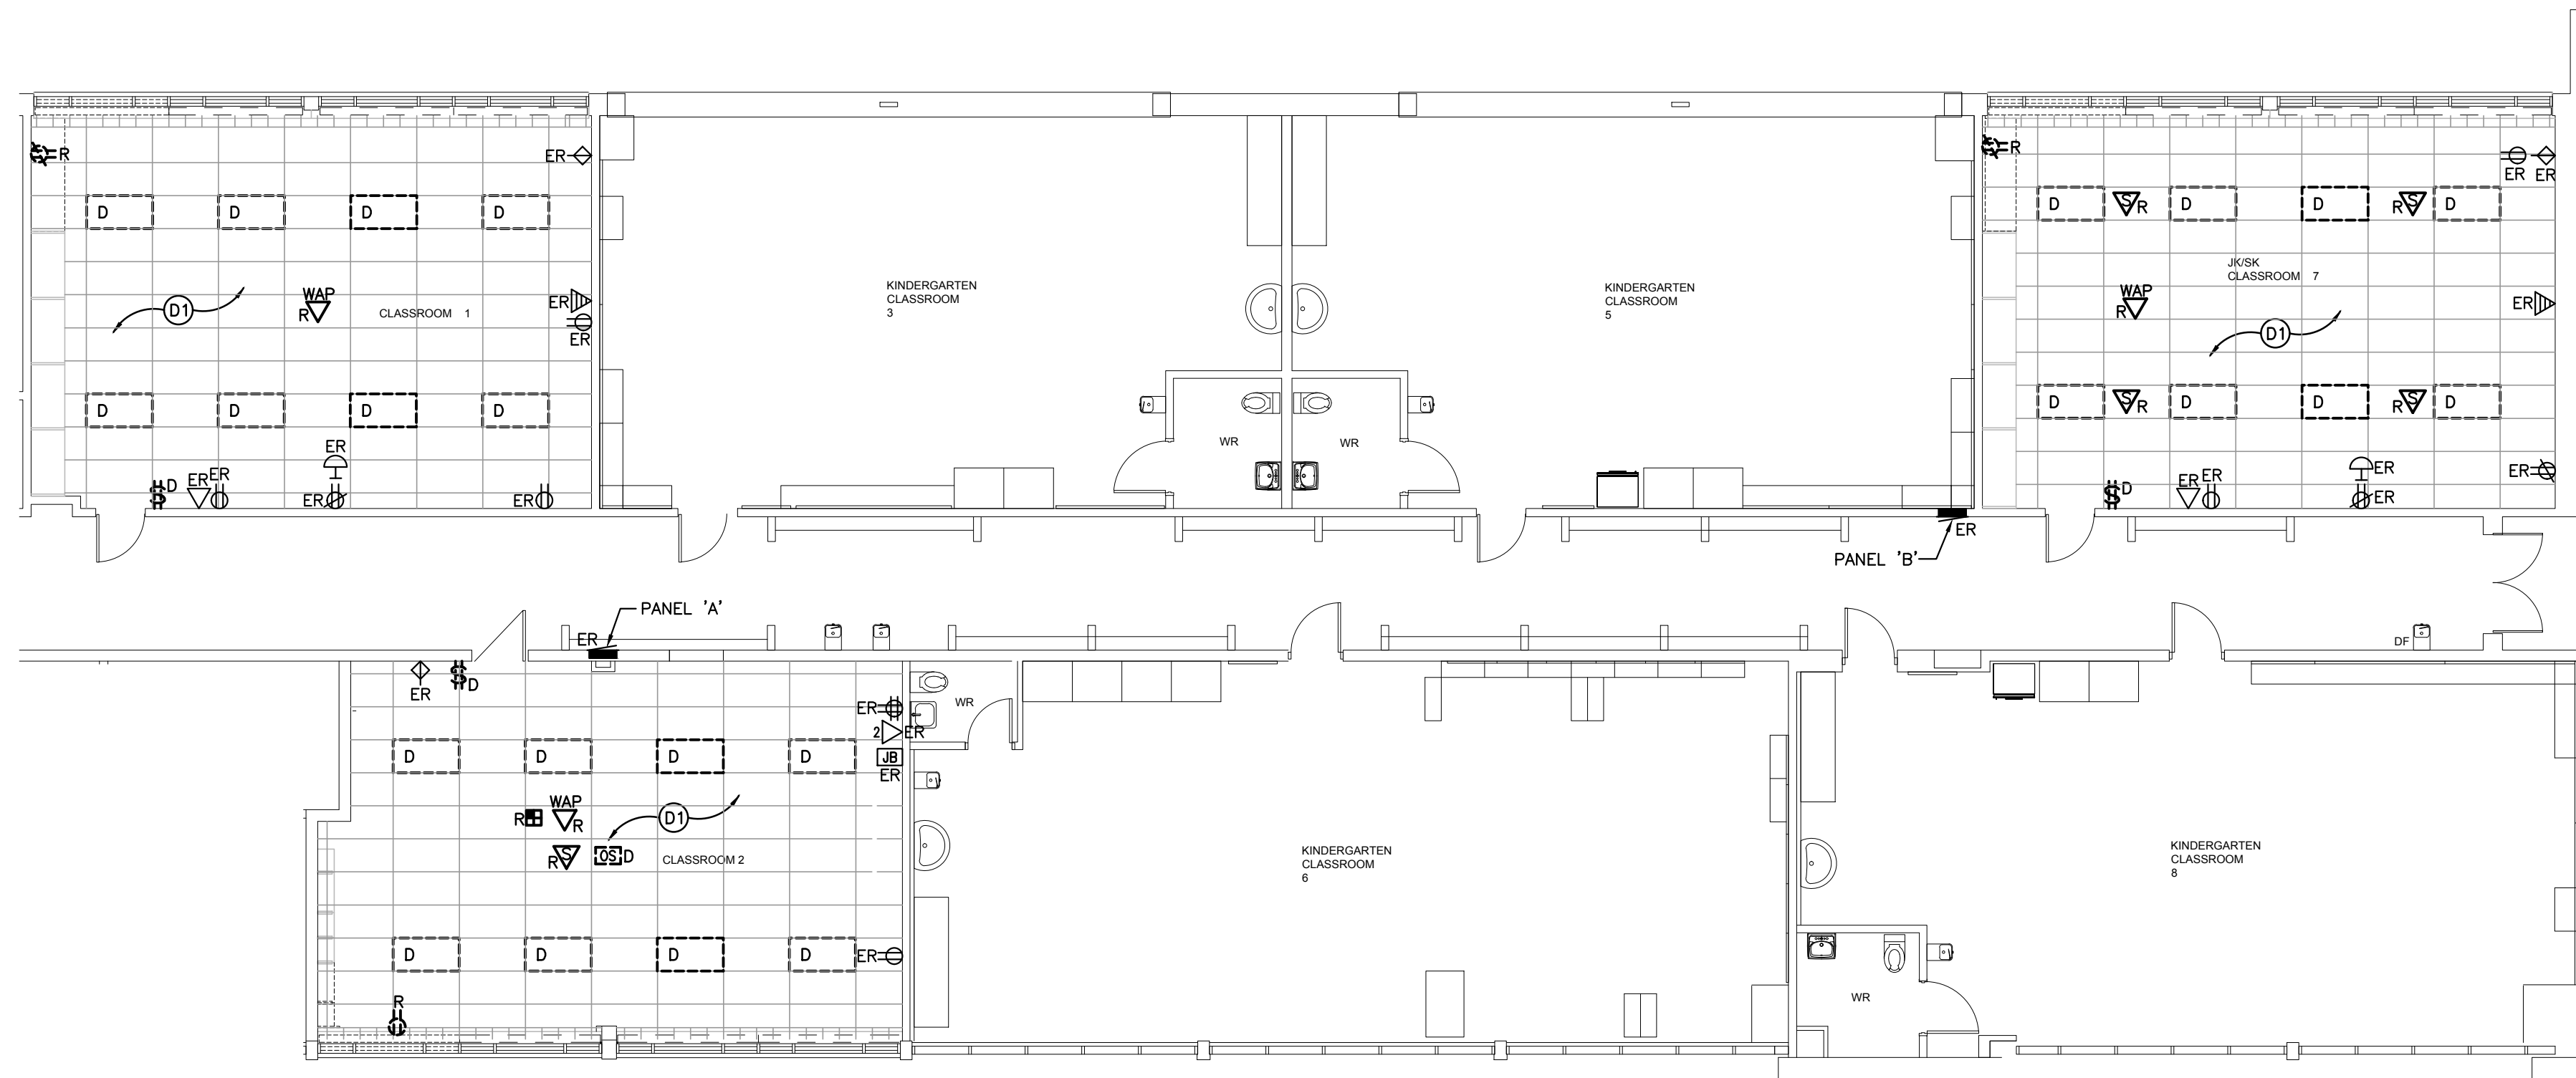 R
ER
D D D D
D1
WAP
R
CLASSROOM 1
ER
ER
D D D D
D
ER
ER
ER
ER
ER
KINDERGARTEN
CLASSROOM
3
WR
KINDERGARTEN
CLASSROOM
5
WR
PANEL 'B'
ER
R
ER
ER
D S R D D R S D
JK/SK
CLASSROOM 7
WAP
R
D1
ER
D S R D D R S D
D
ER
ER
ER
ER
ER
PANEL 'A'
ER
ER
D
ER
2 ER
JB
ER
D D D D
WAP
R
R
D1
R S
OS D
CLASSROOM 2
D D D D
ER
R
WR
KINDERGARTEN
CLASSROOM
6
DF
KINDERGARTEN
CLASSROOM
8
WR